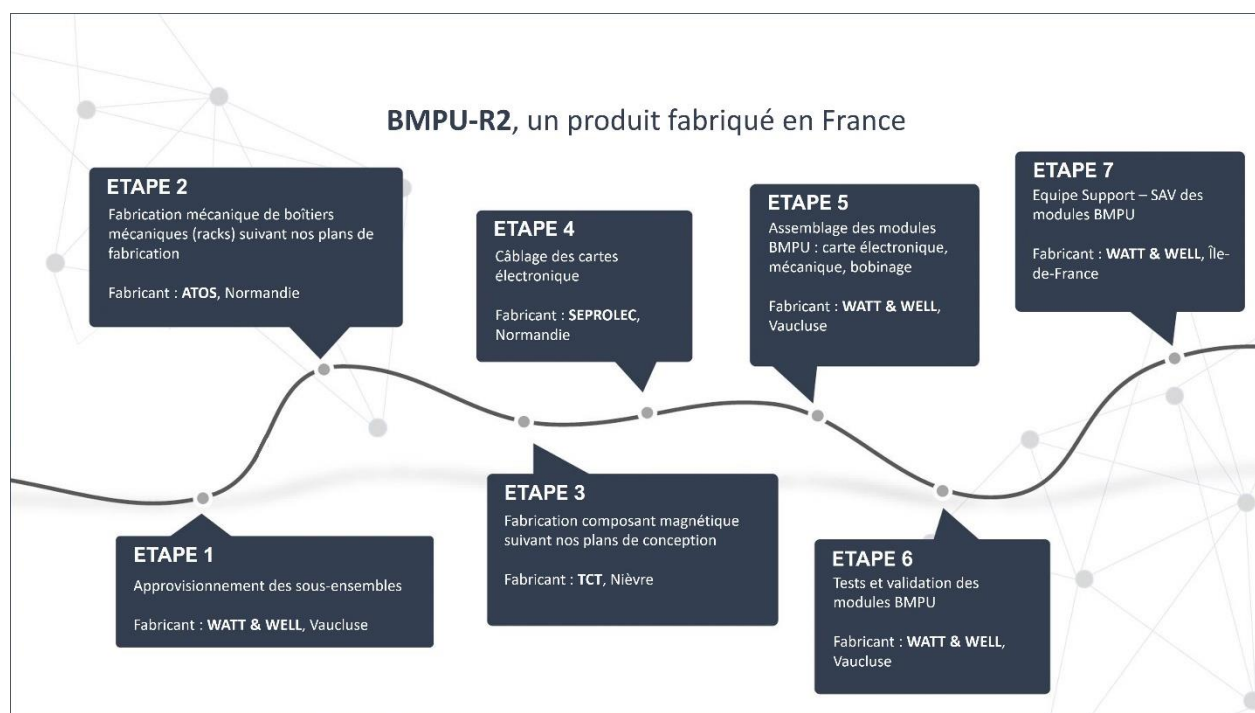 BMPU-R2, un produit fabriqué en France
ETAPE 1
Approvisionnement des sous-ensembles
Fabricant : WATT & WELL, Vaucluse
ETAPE 2
Fabrication mécanique de boîtiers
mécaniques (racks) suivant nos plans de
fabrication
Fabricant : ATOS, Normandie
ETAPE 3
Fabrication composant magnétique
suivant nos plans de conception
Fabricant : TCT, Nièvre
ETAPE 4
Câblage des cartes
électronique
Fabricant : SEPROLEC,
Normandie
ETAPE 5
Assemblage des modules
BMPU : carte électronique,
mécanique, bobinage
Fabricant : WATT & WELL,
Vaucluse
ETAPE 6
Tests et validation des
modules BMPU
Fabricant : WATT & WELL,
Vaucluse
ETAPE 7
Equipe Support – SAV des
modules BMPU
Fabricant : WATT & WELL, Île-
de-France